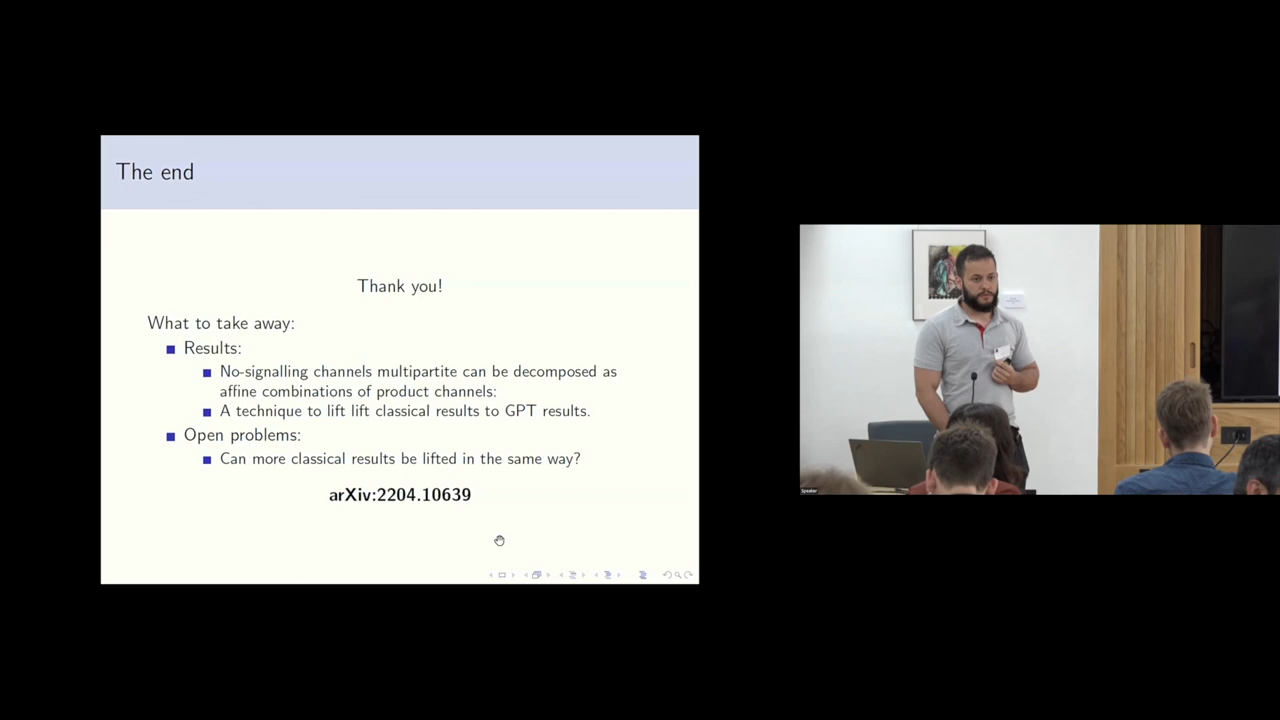 The end
Thank you!
What to take away:
Results:
No-signalling channels multipartite can be decomposed as
affine combinations of product channels:
A technique to lift lift classical results to GPT results.
Open problems:
Can more classical results be lifted in the same way?
arXiv:2204.10639
Speaker